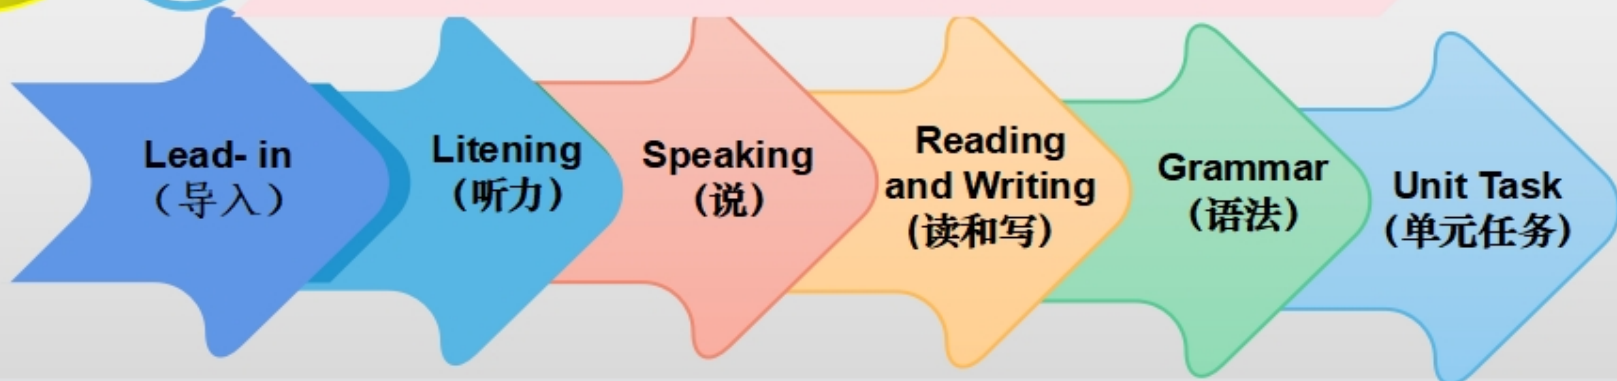 Lead- in
（导入）
Litening
（听力）
Speaking
（说）
Reading
and Writing
（读和写）
Grammar
（语法）
Unit Task
（单元任务）